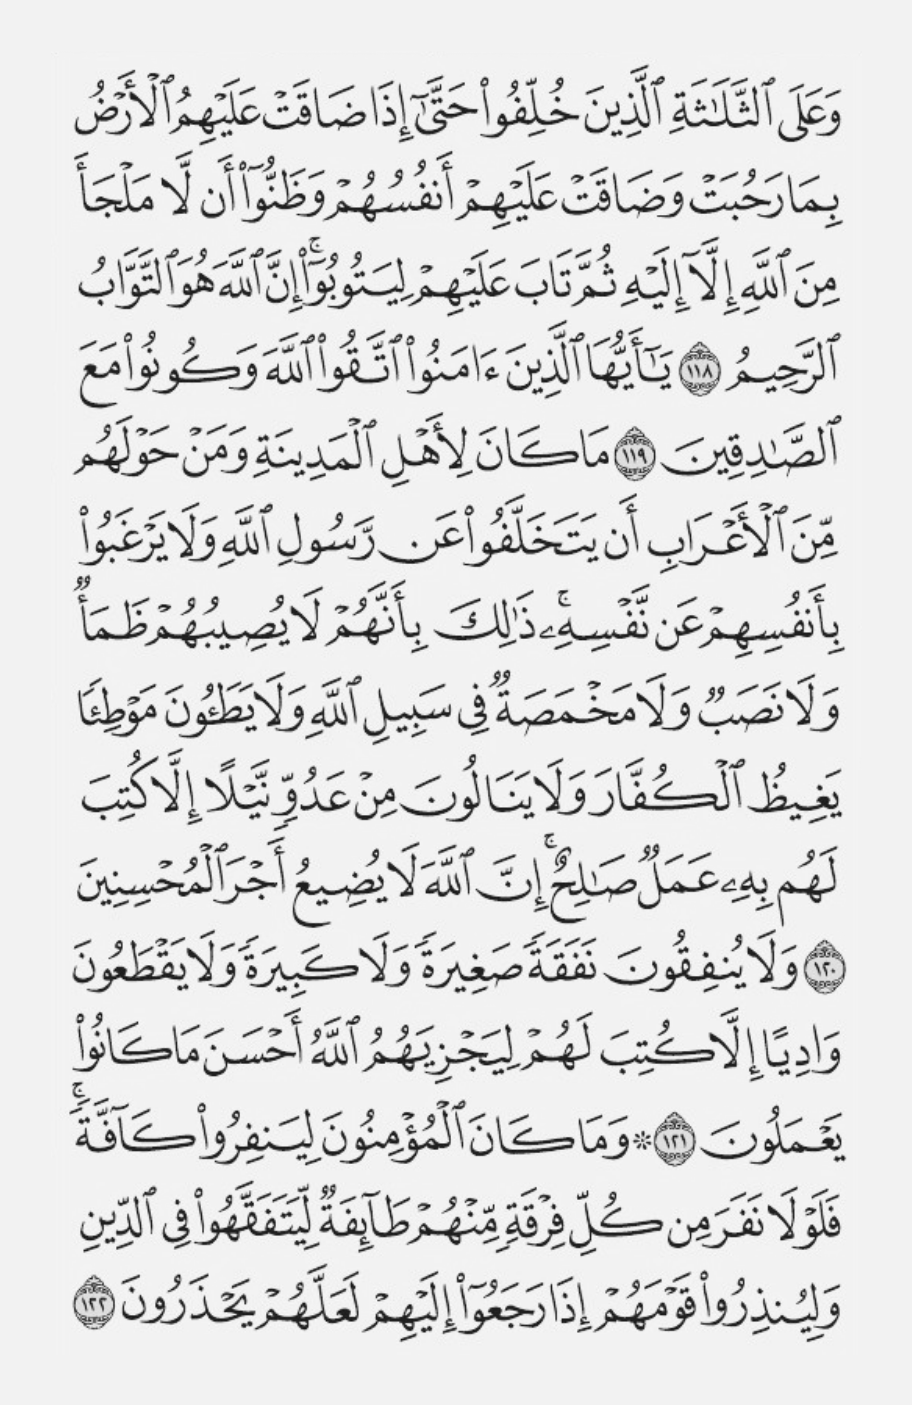 وَعَلَى ٱلثَّلَٰثَةِ ٱلَّذِينَ خُلِّفُوا۟ حَتَّىٰٓ إِذَا ضَاقَتْ عَلَيْهِمُ ٱلْأَرْضُ
بِمَا رَحُبَتْ وَضَاقَتْ عَلَيْهِمْ أَنفُسُهُمْ وَظَنُّوٓا۟ أَن لَّا مَلْجَأَ
مِنَ ٱللَّهِ إِلَّآ إِلَيْهِ ثُمَّ تَابَ عَلَيْهِمْ لِيَتُوبُوٓا۟ ۚ إِنَّ ٱللَّهَ هُوَ ٱلتَّوَّابُ
ٱلرَّحِيمُ ١١٨ يَٰٓأَيُّهَا ٱلَّذِينَ ءَامَنُوا۟ ٱتَّقُوا۟ ٱللَّهَ وَكُونُوا۟ مَعَ
ٱلصَّٰدِقِينَ ١١٩ مَا كَانَ لِأَهْلِ ٱلْمَدِينَةِ وَمَنْ حَوْلَهُم
مِّنَ ٱلْأَعْرَابِ أَن يَتَخَلَّفُوا۟ عَن رَّسُولِ ٱللَّهِ وَلَا يَرْغَبُوا۟
بِأَنفُسِهِمْ عَن نَّفْسِهِۦ ۚ ذَٰلِكَ بِأَنَّهُمْ لَا يُصِيبُهُمْ ظَمَأٌ
وَلَا نَصَبٌ وَلَا مَخْمَصَةٌ فِى سَبِيلِ ٱللَّهِ وَلَا يَطَـُٔونَ مَوْطِئًا
يَغِيظُ ٱلْكُفَّارَ وَلَا يَنَالُونَ مِنْ عَدُوٍّ نَّيْلًا إِلَّا كُتِبَ
لَهُم بِهِۦ عَمَلٌ صَٰلِحٌ ۚ إِنَّ ٱللَّهَ لَا يُضِيعُ أَجْرَ ٱلْمُحْسِنِينَ
١٢٠ وَلَا يُنفِقُونَ نَفَقَةً صَغِيرَةً وَلَا كَبِيرَةً وَلَا يَقْطَعُونَ
وَادِيًا إِلَّا كُتِبَ لَهُمْ لِيَجْزِيَهُمُ ٱللَّهُ أَحْسَنَ مَا كَانُوا۟
يَعْمَلُونَ ١٢١ ۞ وَمَا كَانَ ٱلْمُؤْمِنُونَ لِيَنفِرُوا۟ كَآفَّةً ۚ
فَلَوْلَا نَفَرَ مِن كُلِّ فِرْقَةٍ مِّنْهُمْ طَآئِفَةٌ لِّيَتَفَقَّهُوا۟ فِى ٱلدِّينِ
وَلِيُنذِرُوا۟ قَوْمَهُمْ إِذَا رَجَعُوٓا۟ إِلَيْهِمْ لَعَلَّهُمْ يَحْذَرُونَ ١٢٢